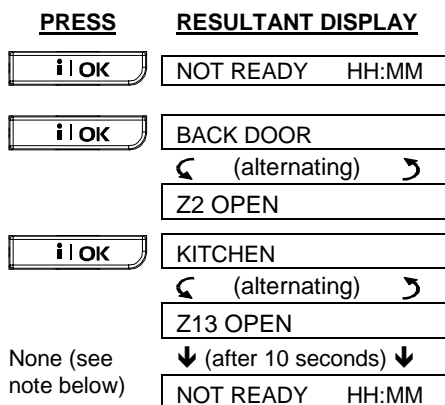 PRESS RESULTANT DISPLAY
i | OK NOT READY HH:MM
i | OK BACK DOOR
(alternating)
Z2 OPEN
i | OK KITCHEN
(alternating)
Z13 OPEN
None (see note below) (after 10 seconds)
NOT READY HH:MM